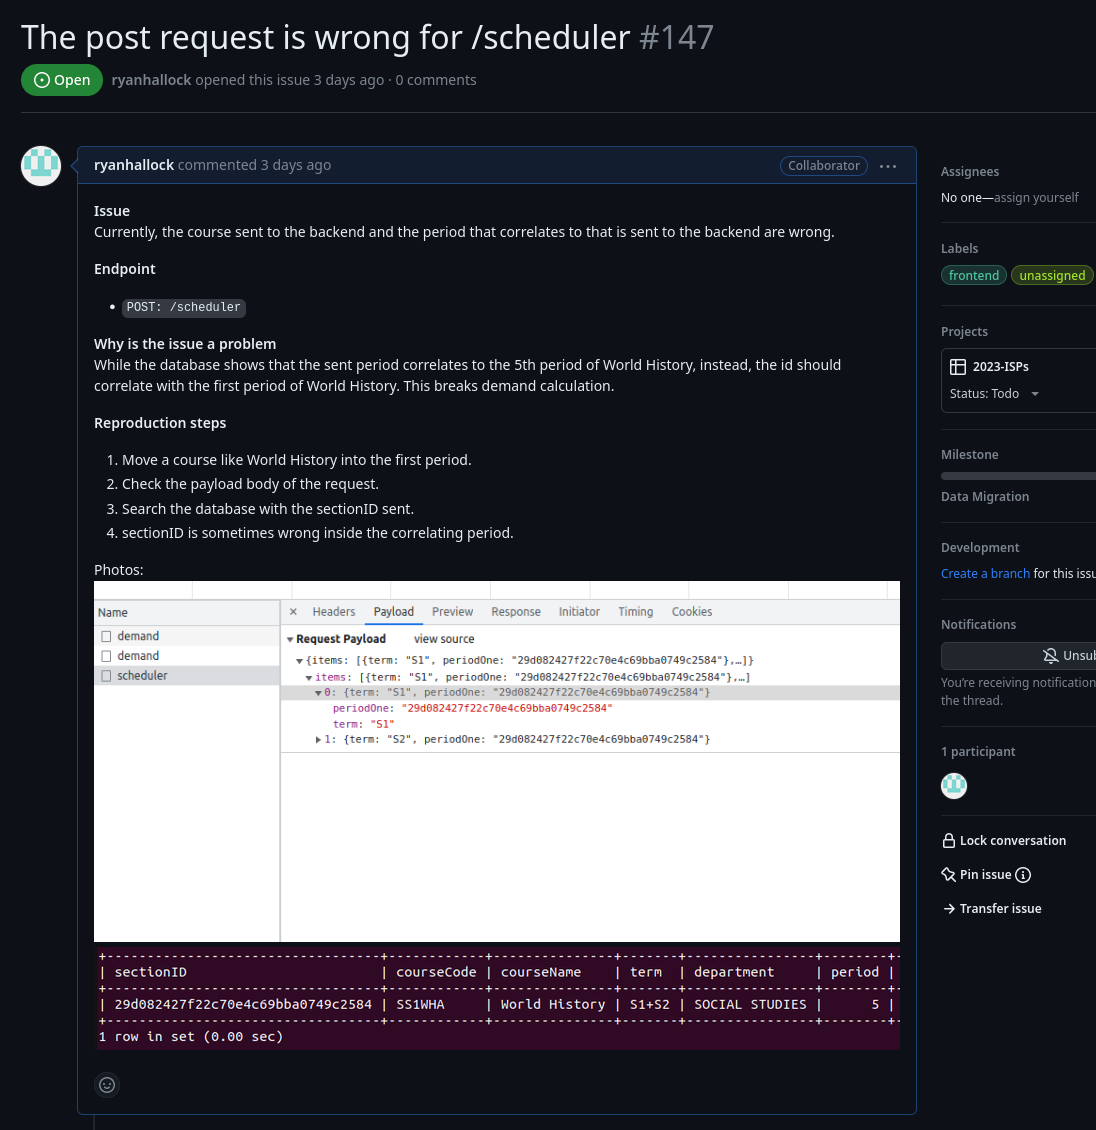 The post request is wrong for /scheduler #147
Open ryanhallock opened this issue 3 days ago · 0 comments
ryanhallock commented 3 days ago
Collaborator
Issue
Currently, the course sent to the backend and the period that correlates to that is sent to the backend are wrong.
Endpoint
• POST: /scheduler
Why is the issue a problem
While the database shows that the sent period correlates to the 5th period of World History, instead, the id should
correlate with the first period of World History. This breaks demand calculation.
Reproduction steps
1. Move a course like World History into the first period.
2. Check the payload body of the request.
3. Search the database with the sectionID sent.
4. sectionID is sometimes wrong inside the correlating period.
Photos:
Name
demand
demand
scheduler
× Headers Payload Preview Response Initiator Timing Cookies
▼Request Payload view source
▼{items: [{term: "S1", periodOne: "29d082427f22c70e4c69bba0749c2584"},…]}
▼items: [{term: "S1", periodOne: "29d082427f22c70e4c69bba0749c2584"},…]
▼0: {term: "S1", periodOne: "29d082427f22c70e4c69bba0749c2584"}
periodOne: "29d082427f22c70e4c69bba0749c2584"
term: "S1"
▶1: {term: "S2", periodOne: "29d082427f22c70e4c69bba0749c2584"}
| sectionID | courseCode | courseName | term | department | period |
| 29d082427f22c70e4c69bba0749c2584 | SS1WHA | World History | S1+S2 | SOCIAL STUDIES | 5 |
1 row in set (0.00 sec)
Assignees
No one—assign yourself
Labels
frontend unassigned
Projects
2023-ISPs
Status: Todo
Milestone
Data Migration
Development
Create a branch for this issu
Notifications
Unsub
You're receiving notification
the thread.
1 participant
Lock conversation
Pin issue
Transfer issue